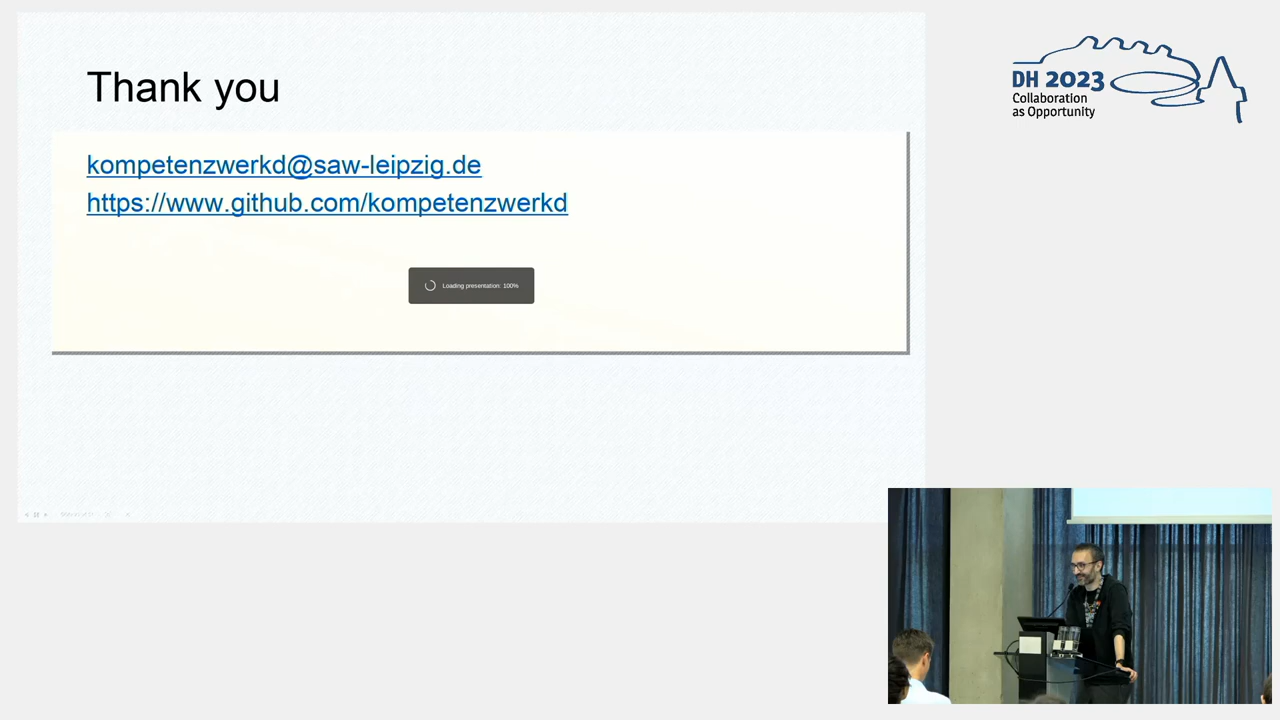 Thank you
kompetenzwerkd@saw-leipzig.de
https://www.github.com/kompetenzwerkd
Loading presentation: 100%
DH 2023
Collaboration
as Opportunity